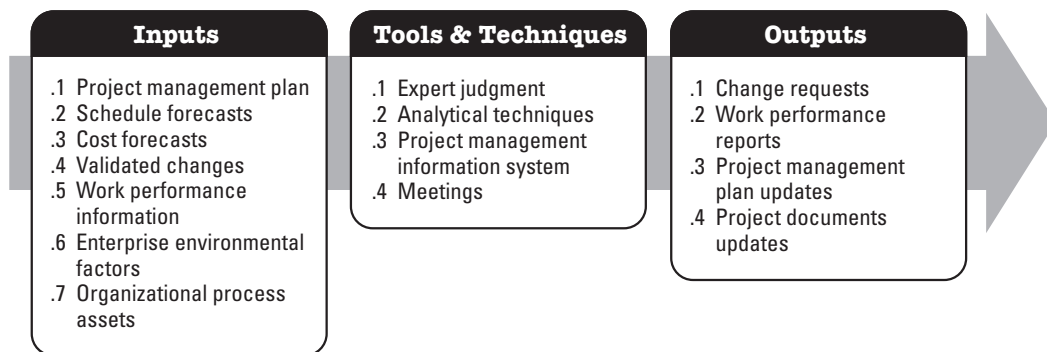 Inputs
.1 Project management plan
.2 Schedule forecasts
.3 Cost forecasts
.4 Validated changes
.5 Work performance
information
.6 Enterprise environmental
factors
.7 Organizational process
assets
Tools & Techniques
.1 Expert judgment
.2 Analytical techniques
.3 Project management
information system
.4 Meetings
Outputs
.1 Change requests
.2 Work performance
reports
.3 Project management
plan updates
.4 Project documents
updates